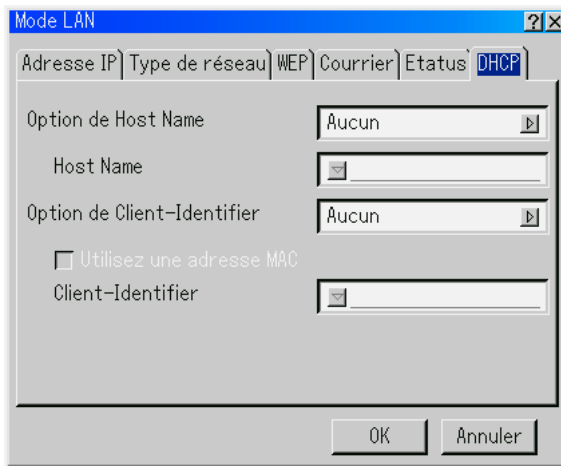 Mode LAN
Adresse IP Type de réseau WEP Courrier Etatus DHCP
Option de Host Name Aucun
Host Name
Option de Client-Identifier Aucun
Utilisez une adresse MAC
Client-Identifier
OK Annuler